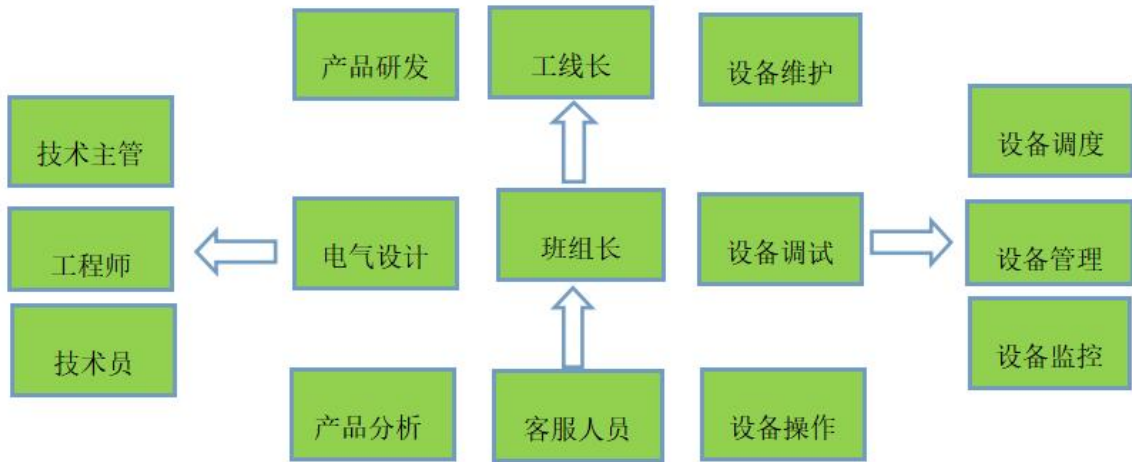 产品研发
工线长
设备维护
技术主管
设备调度
工程师
电气设计
班组长
设备调试
设备管理
技术员
设备监控
产品分析
客服人员
设备操作